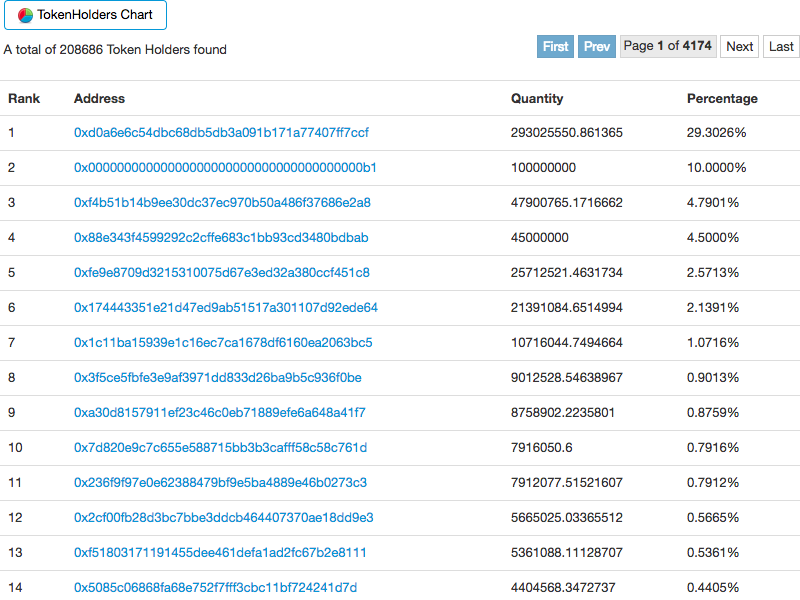 TokenHolders Chart
A total of 208686 Token Holders found
First Prev Page 1 of 4174 Next Last
Rank Address Quantity Percentage
1 0xd0a6e6c54dbc68db5db3a091b171a77407ff7ccf 293025550.861365 29.3026%
2 0x00000000000000000000000000000000000000b1 100000000 10.0000%
3 0xf4b51b14b9ee30dc37ec970b50a486f37686e2a8 47900765.1716662 4.7901%
4 0x88e343f4599292c2cffe683c1bb93cd3480bdbab 45000000 4.5000%
5 0xfe9e8709d3215310075d67e3ed32a380ccf451c8 25712521.4631734 2.5713%
6 0x174443351e21d47ed9ab51517a301107d92ede64 21391084.6514994 2.1391%
7 0x1c11ba15939e1c16ec7ca1678df6160ea2063bc5 10716044.7494664 1.0716%
8 0x3f5ce5fbfe3e9af3971dd833d26ba9b5c936f0be 9012528.54638967 0.9013%
9 0xa30d8157911ef23c46c0eb71889efe6a648a41f7 8758902.2235801 0.8759%
10 0x7d820e9c7c655e588715bb3b3cafff58c58c761d 7916050.6 0.7916%
11 0x236f9f97e0e62388479bf9e5ba4889e46b0273c3 7912077.51521607 0.7912%
12 0x2cf00fb28d3bc7bbe3ddcb464407370ae18dd9e3 5665025.03365512 0.5665%
13 0xf51803171191455dee461defa1ad2fc67b2e8111 5361088.11128707 0.5361%
14 0x5085c06868fa68e752f7fff3cbc11bf724241d7d 4404568.3472737 0.4405%